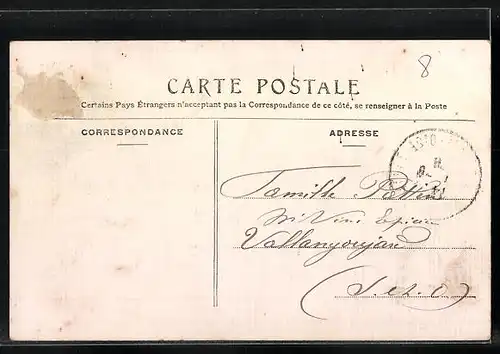 8
CARTE POSTALE
Certains Pays Étrangers n'acceptant pas la Correspondance de ce côté, se renseigner à la Poste
CORRESPONDANCE
ADRESSE
Famille
Vallangoujard
(S. et. O)